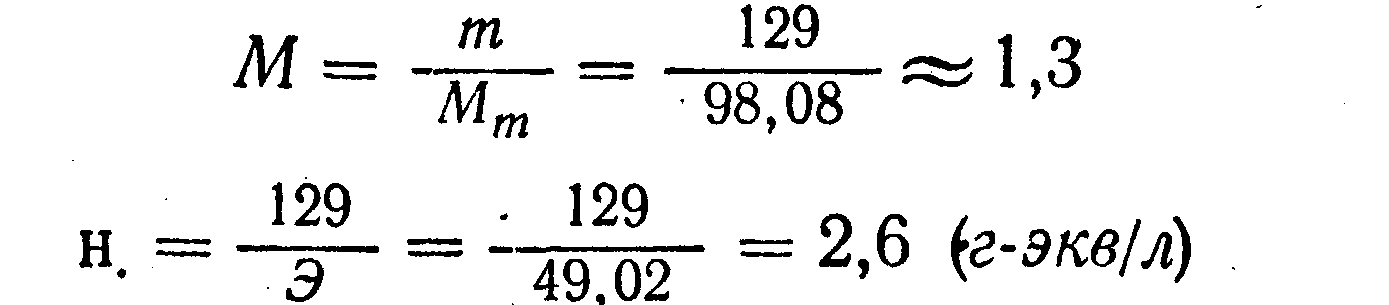 M = m / M_m = 129 / 98,08 ≈ 1,3
н. = 129 / Э = 129 / 49,02 = 2,6 (г-экв/л)